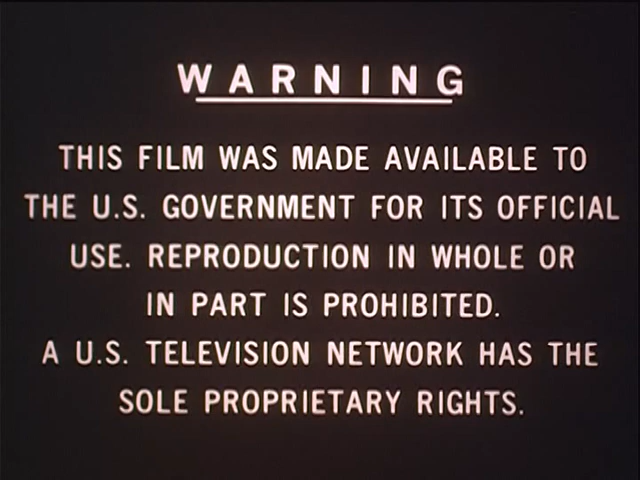 WARNING
THIS FILM WAS MADE AVAILABLE TO
THE U.S. GOVERNMENT FOR ITS OFFICIAL
USE. REPRODUCTION IN WHOLE OR
IN PART IS PROHIBITED.
A U.S. TELEVISION NETWORK HAS THE
SOLE PROPRIETARY RIGHTS.